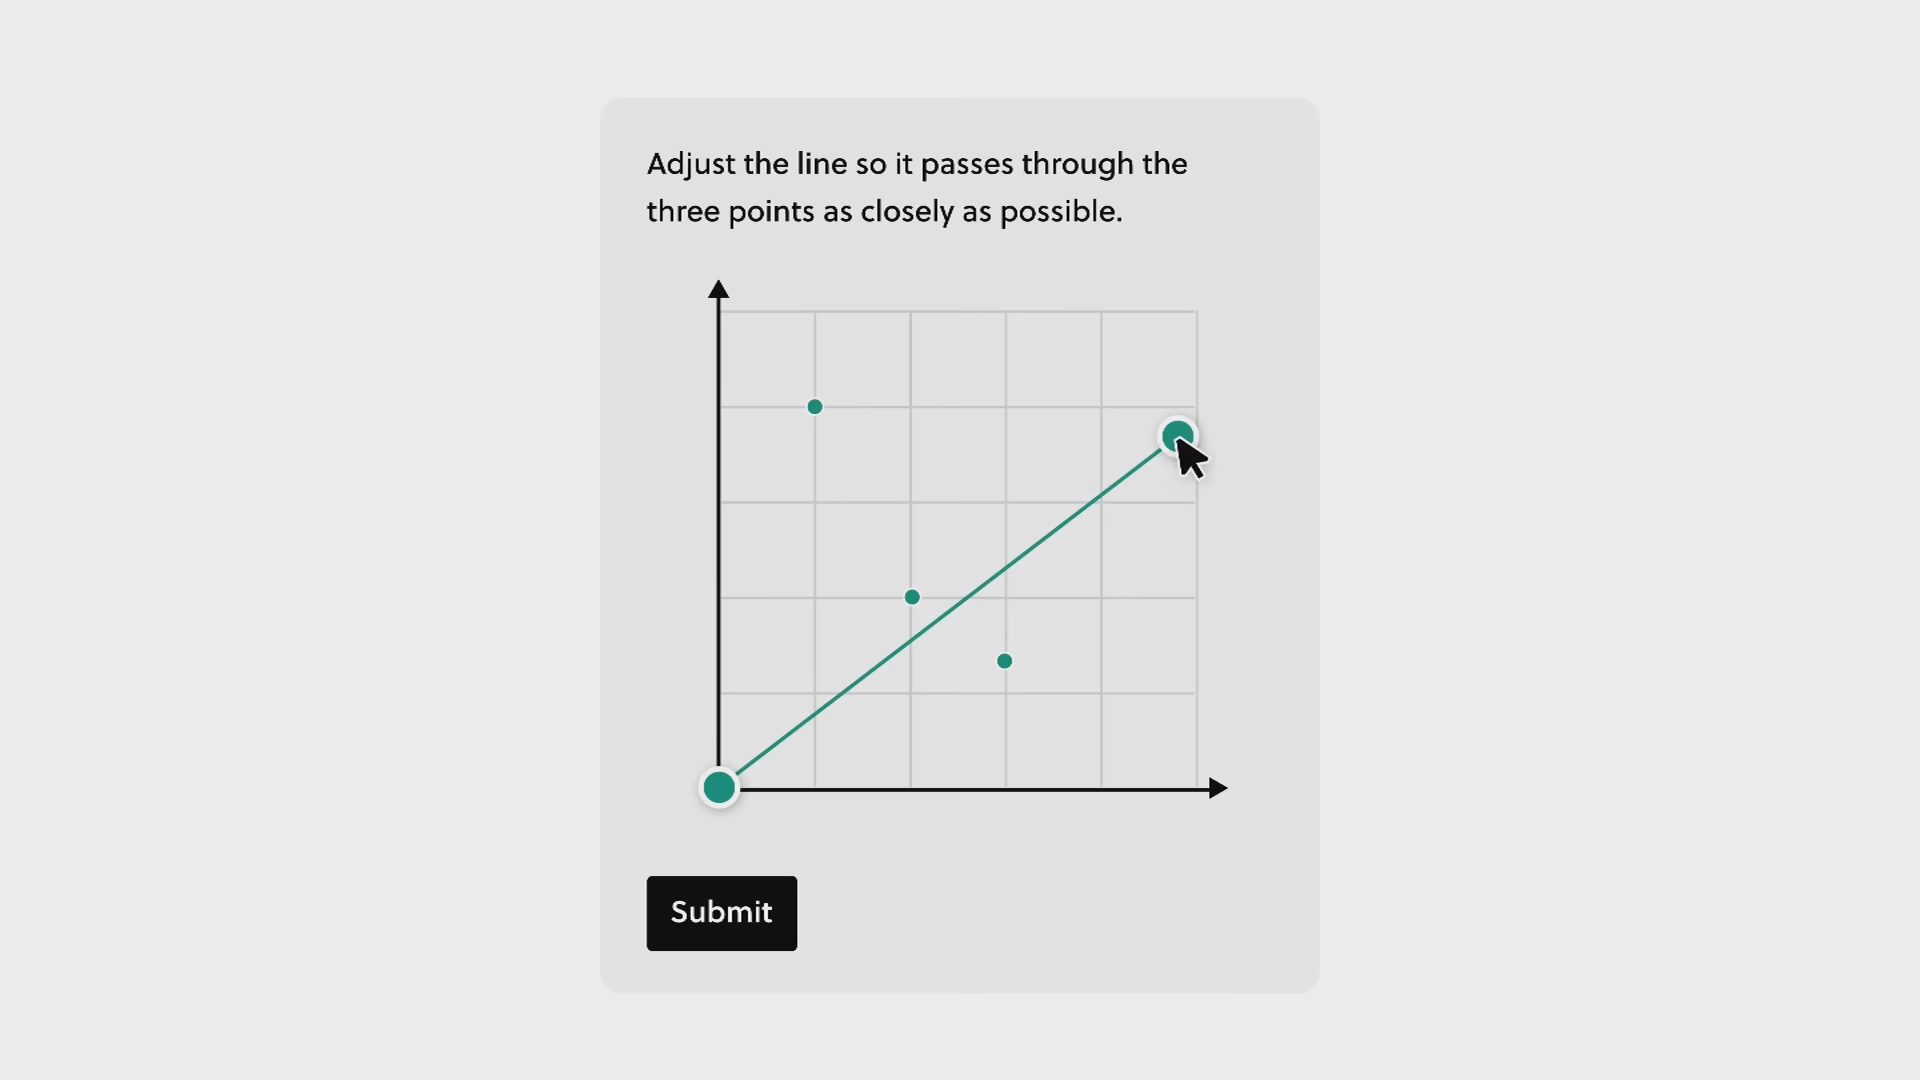 Adjust the line so it passes through the
three points as closely as possible.
Submit